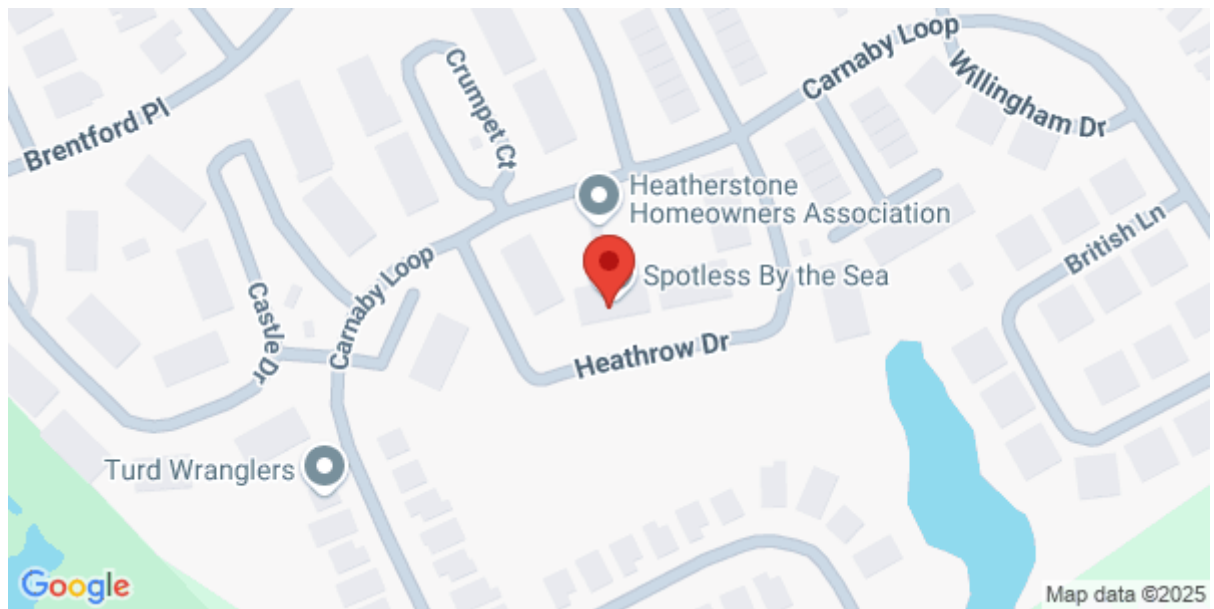 Carnaby Loop
Willingham Dr
Crumpet Ct
Brentford Pl
Heatherstone
Homeowners Association
British Ln
Carnaby Loop
Spotless By the Sea
Castle Dr
Heathrow Dr
Turd Wranglers
Google
Map data ©2025